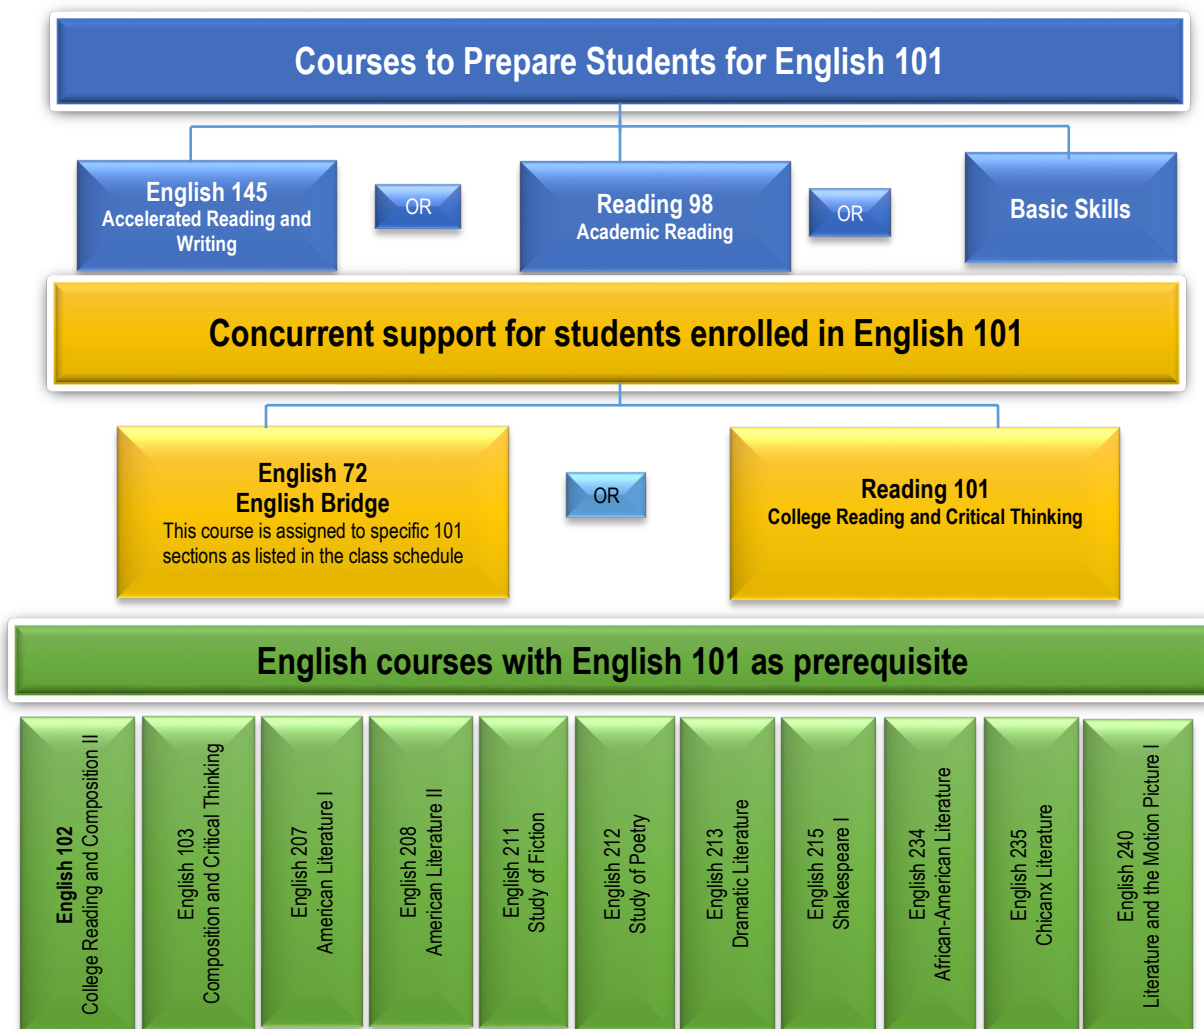 Courses to Prepare Students for English 101
English 145
Accelerated Reading and
Writing
OR
Reading 98
Academic Reading
OR
Basic Skills
Concurrent support for students enrolled in English 101
English 72
English Bridge
This course is assigned to specific 101
sections as listed in the class schedule
OR
Reading 101
College Reading and Critical Thinking
English courses with English 101 as prerequisite
English 102
College Reading and Composition II
English 103
Composition and Critical Thinking
English 207
American Literature I
English 208
American Literature II
English 211
Study of Fiction
English 212
Study of Poetry
English 213
Dramatic Literature
English 215
Shakespeare I
English 234
African-American Literature
English 235
Chicanx Literature
English 240
Literature and the Motion Picture I